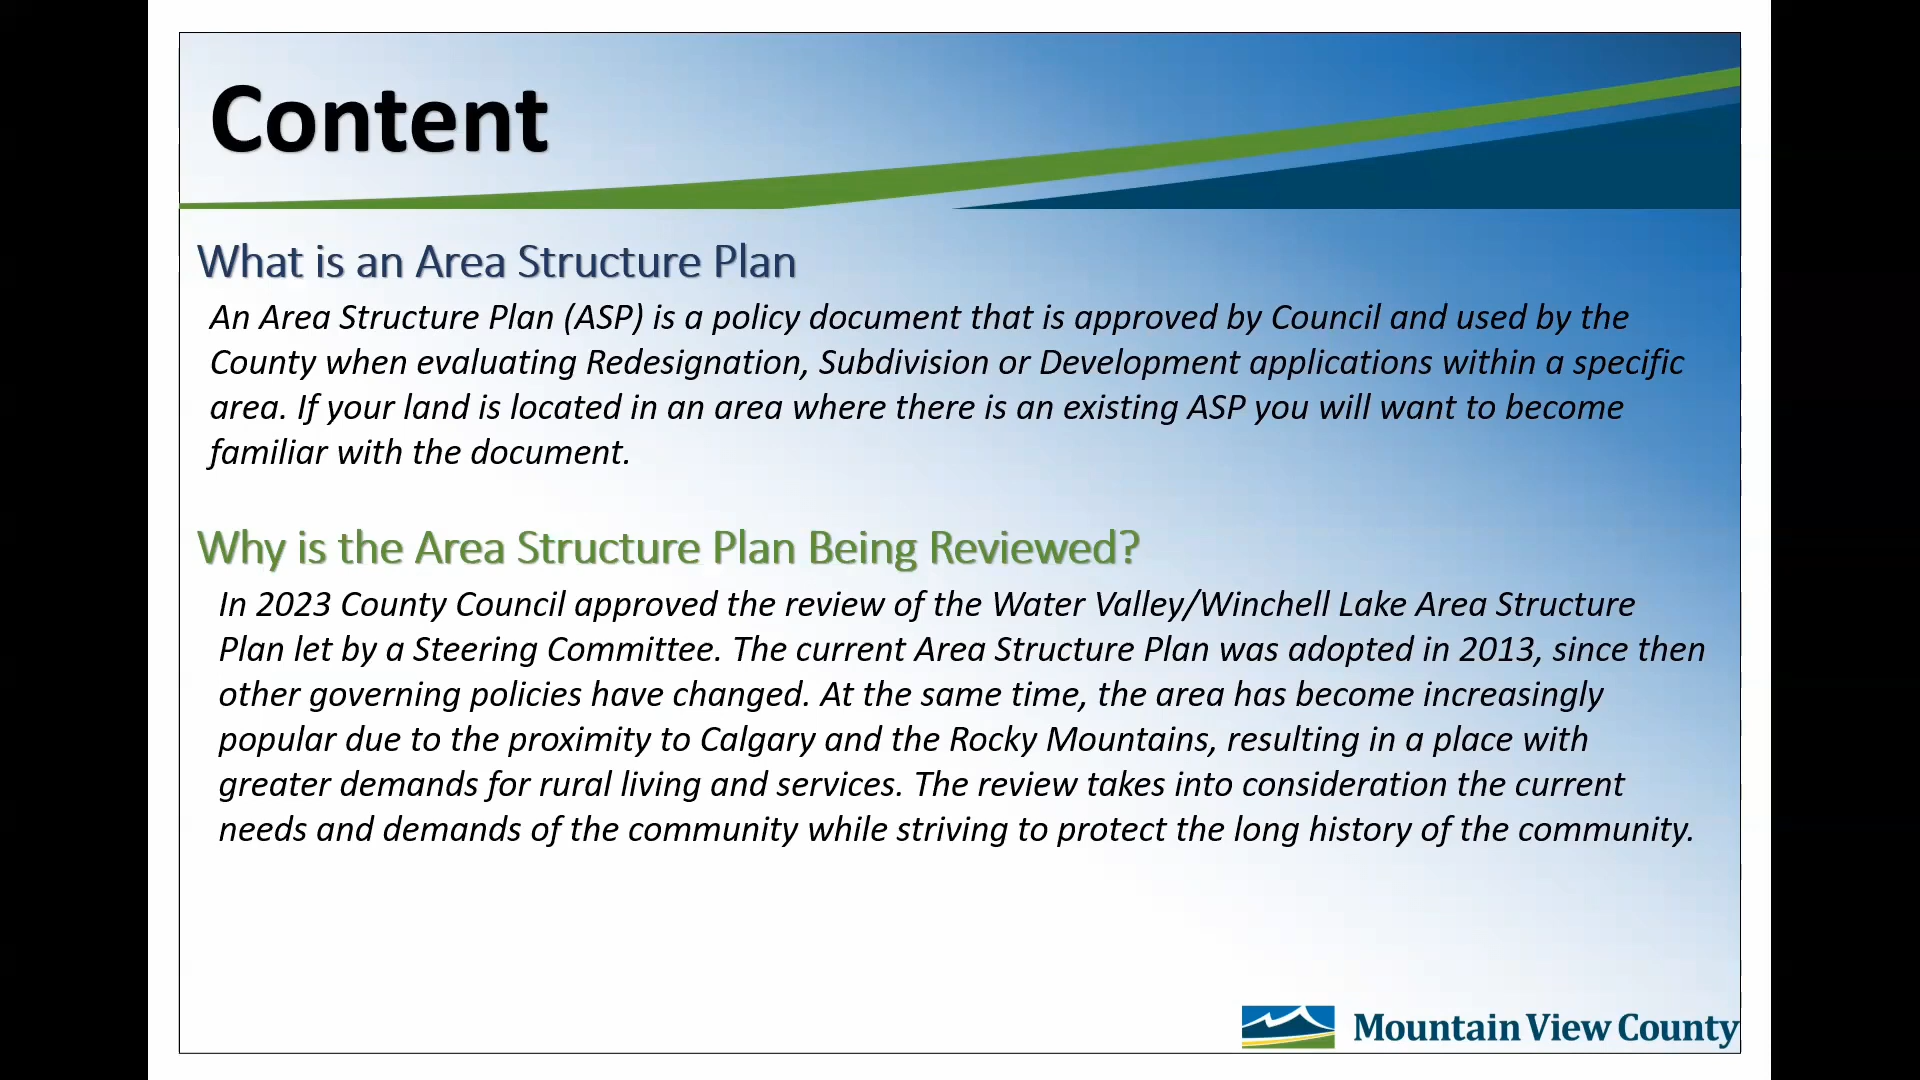 Content
What is an Area Structure Plan
An Area Structure Plan (ASP) is a policy document that is approved by Council and used by the
County when evaluating Redesignation, Subdivision or Development applications within a specific
area. If your land is located in an area where there is an existing ASP you will want to become
familiar with the document.
Why is the Area Structure Plan Being Reviewed?
In 2023 County Council approved the review of the Water Valley/Winchell Lake Area Structure
Plan let by a Steering Committee. The current Area Structure Plan was adopted in 2013, since then
other governing policies have changed. At the same time, the area has become increasingly
popular due to the proximity to Calgary and the Rocky Mountains, resulting in a place with
greater demands for rural living and services. The review takes into consideration the current
needs and demands of the community while striving to protect the long history of the community.
Mountain View County